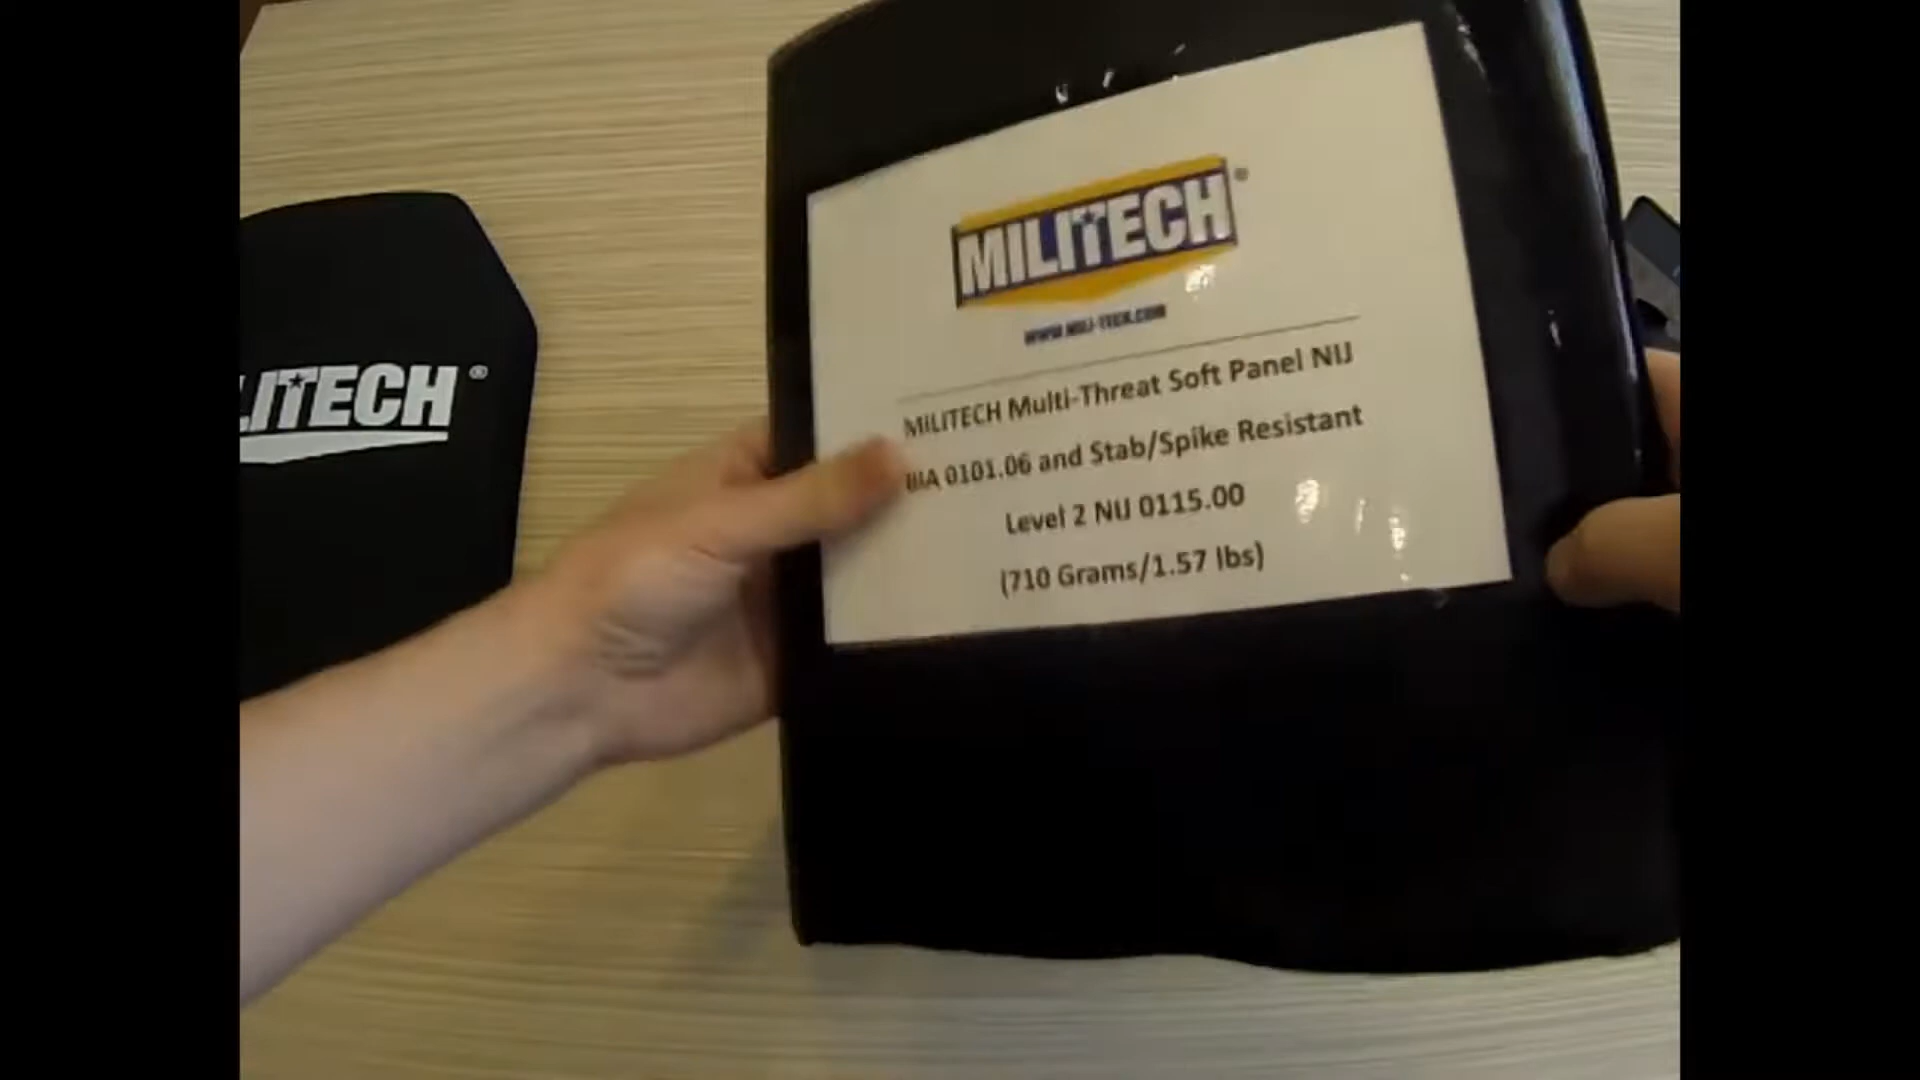 MILITECH®
WWW.MILI-TECH.COM
MILITECH Multi-Threat Soft Panel NIJ
IIIA 0101.06 and Stab/Spike Resistant
Level 2 NIJ 0115.00
(710 Grams/1.57 lbs)
LITECH®